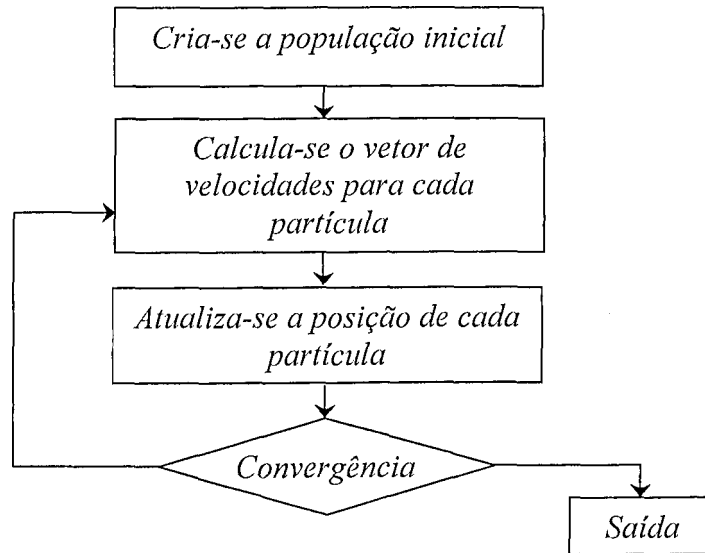 Cria-se a população inicial
Calcula-se o vetor de
velocidades para cada
partícula
Atualiza-se a posição de cada
partícula
Convergência
Saída